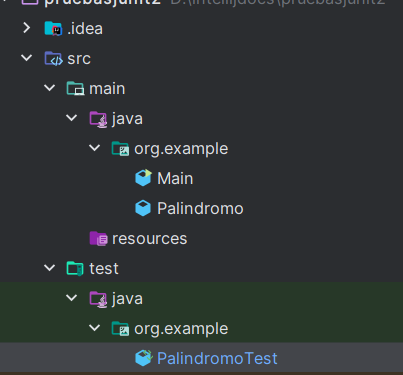 pruebasjunit2 D:\intellijdocs\pruebasjunit2
.idea
src
main
java
org.example
Main
Palindromo
resources
test
java
org.example
PalindromoTest